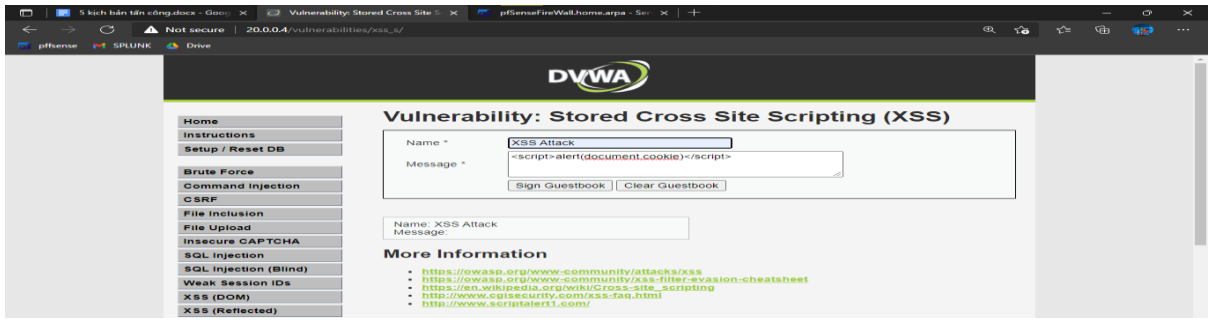 5 kịch bản tấn công.docx - Goog
Vulnerability: Stored Cross Site S
pfSenseFireWall.home.arpa - Ser
Not secure | 20.0.0.4/vulnerabilities/xss_s/
pffsense SPLUNK Drive
DVWA
Home
Instructions
Setup / Reset DB
Brute Force
Command Injection
CSRF
File Inclusion
File Upload
Insecure CAPTCHA
SQL Injection
SQL Injection (Blind)
Weak Session IDs
XSS (DOM)
XSS (Reflected)
Vulnerability: Stored Cross Site Scripting (XSS)
Name * XSS Attack
Message * <script>alert(document.cookie)</script>
Sign Guestbook Clear Guestbook
Name: XSS Attack
Message:
More Information
https://owasp.org/www-community/attacks/xss
https://owasp.org/www-community/xss-filter-evasion-cheatsheet
https://en.wikipedia.org/wiki/Cross-site_scripting
http://www.cgisecurity.com/xss-faq.html
http://www.scriptalert1.com/